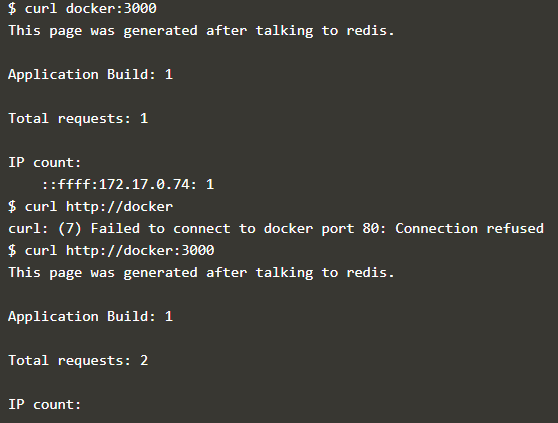 $ curl docker:3000
This page was generated after talking to redis.
Application Build: 1
Total requests: 1
IP count:
    ::ffff:172.17.0.74: 1
$ curl http://docker
curl: (7) Failed to connect to docker port 80: Connection refused
$ curl http://docker:3000
This page was generated after talking to redis.
Application Build: 1
Total requests: 2
IP count: